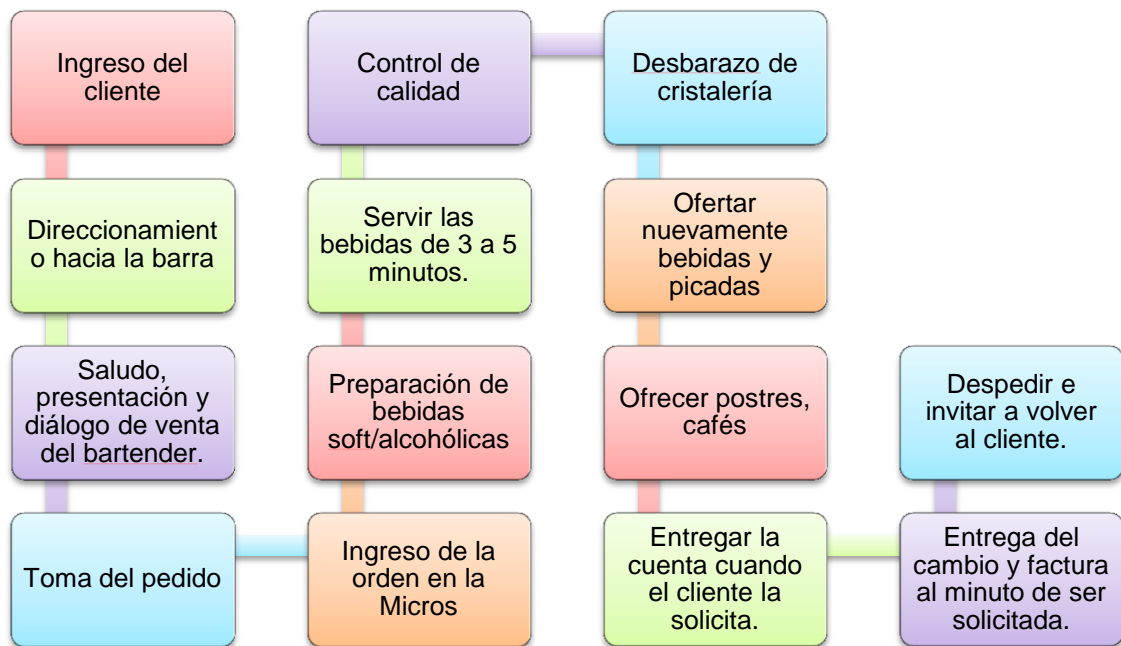 Ingreso del
cliente
Direccionamient
o hacia la barra
Saludo,
presentación y
diálogo de venta
del bartender.
Toma del pedido
Ingreso de la
orden en la
Micros
Preparación de
bebidas
soft/alcohólicas
Servir las
bebidas de 3 a 5
minutos.
Control de
calidad
Desbarazo de
cristalería
Ofertar
nuevamente
bebidas y
picadas
Ofrecer postres,
cafés
Entregar la
cuenta cuando
el cliente la
solicita.
Entrega del
cambio y factura
al minuto de ser
solicitada.
Despedir e
invitar a volver
al cliente.